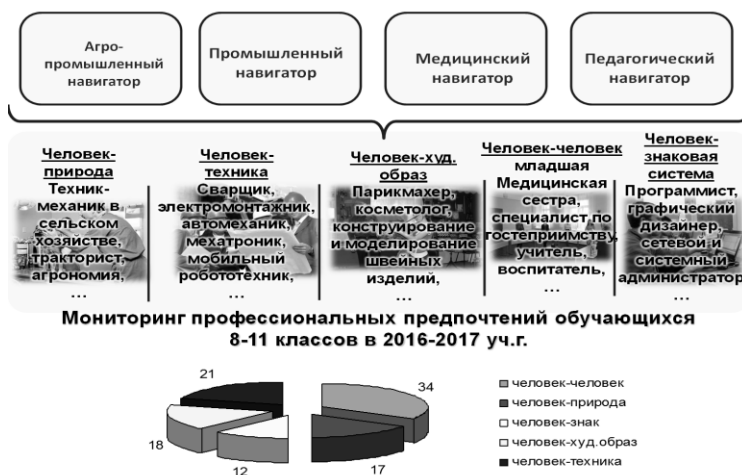 Агро-
промышленный
навигатор
Промышленный
навигатор
Медицинский
навигатор
Педагогический
навигатор
Человек-
природа
Техник-
механик в
сельском
хозяйстве,
тракторист,
агрономия,
...
Человек-
техника
Сварщик,
электромонтажник,
автомеханик,
мехатроник,
мобильный
робототехник,
...
Человек-худ.
образ
Парикмахер,
косметолог,
конструирование
и моделирование
швейных
изделий,
...
Человек-человек
младшая
Медицинская
сестра,
специалист по
гостеприимству,
учитель,
воспитатель,
...
Человек-
знаковая
система
Программист,
графический
дизайнер,
сетевой и
системный
администратор
...
Мониторинг профессиональных предпочтений обучающихся
8-11 классов в 2016-2017 уч.г.
21
34
18
12
17
человек-человек
человек-природа
человек-знак
человек-худ.образ
человек-техника